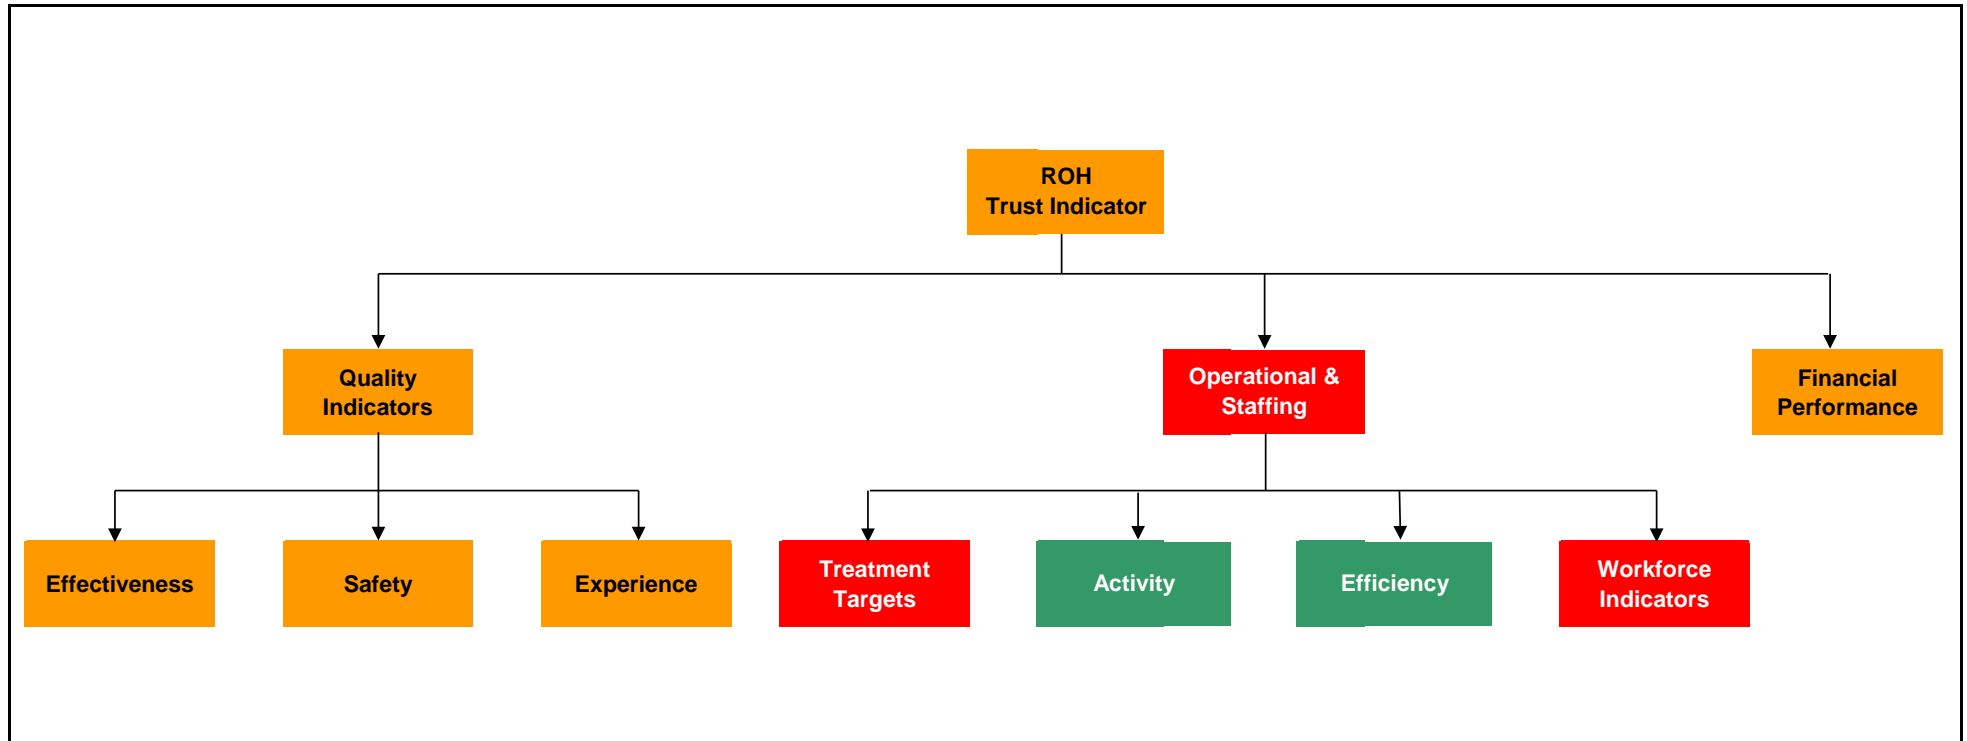 ROH
Trust Indicator
Quality
Indicators
Operational &
Staffing
Financial
Performance
Effectiveness
Safety
Experience
Treatment
Targets
Activity
Efficiency
Workforce
Indicators